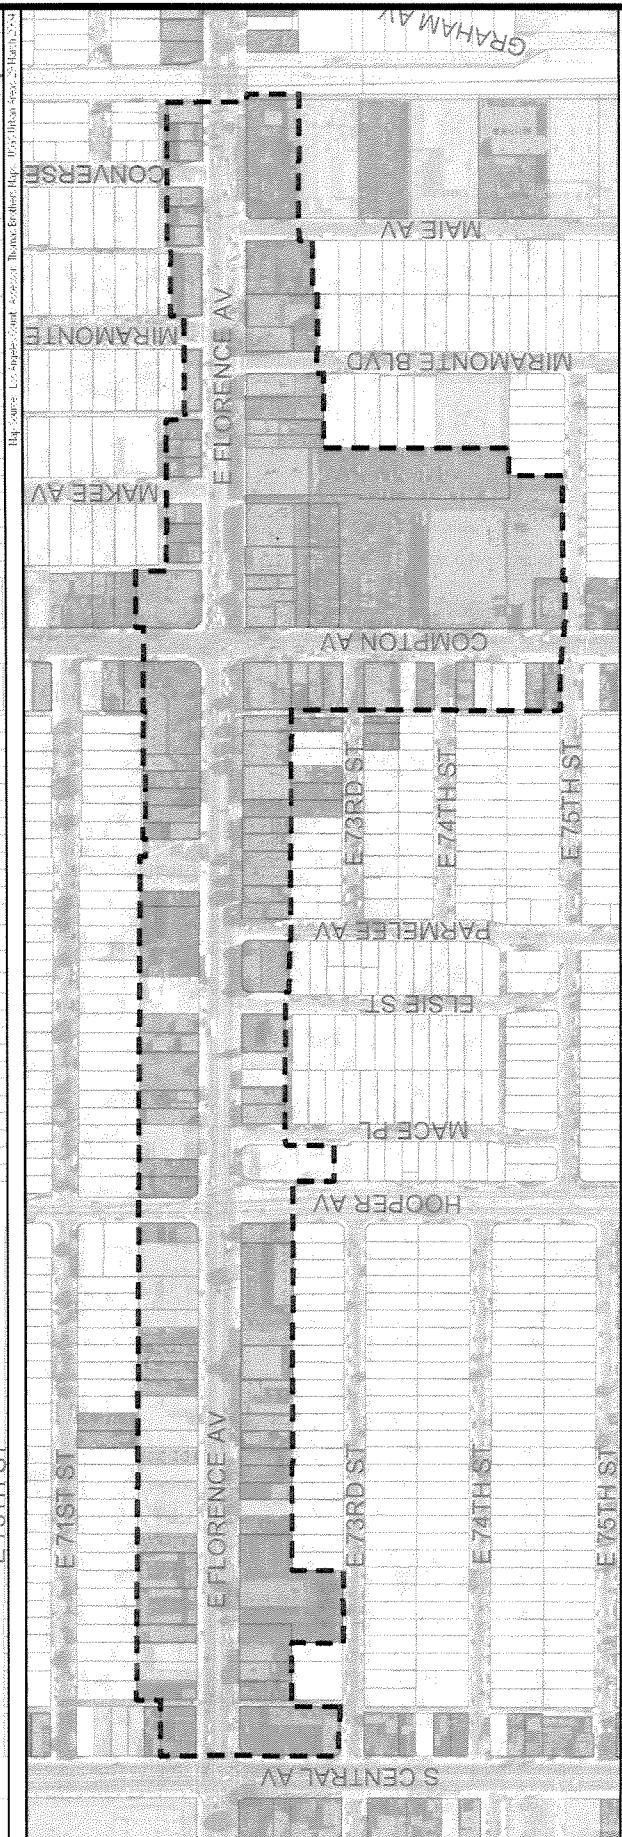 GRAHAM AV
CONVERSE
MAIE AV
MIRAMONTE
E FLORENCE AV
MIRAMONTE BLVD
MAKEE AV
COMPTON AV
E 73RD ST
E 74TH ST
E 75TH ST
PARMELEE AV
ELSIE ST
MACE PL
HOOPER AV
E 71ST ST
E FLORENCE AV
E 73RD ST
E 74TH ST
E 75TH ST
S CENTRAL AV